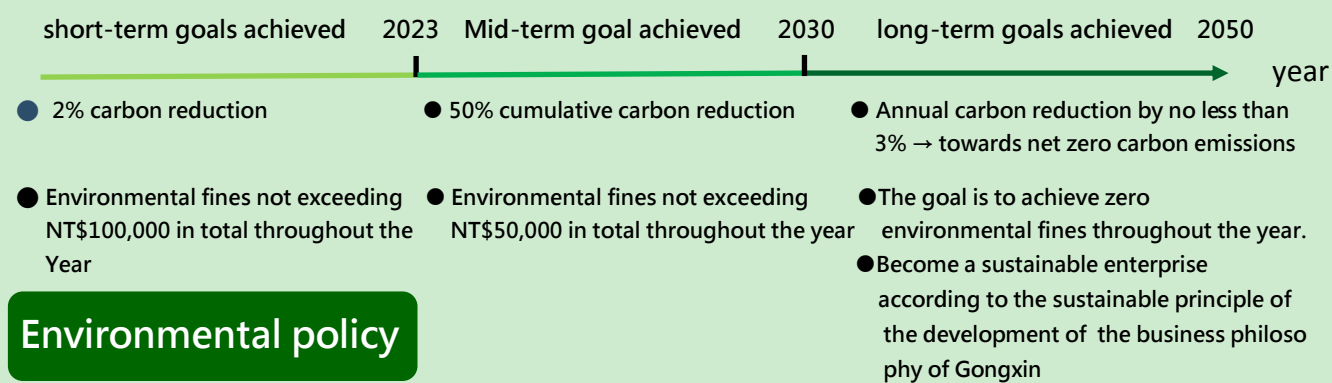 short-term goals achieved 2023 Mid-term goal achieved 2030 long-term goals achieved 2050
year
● 2% carbon reduction
● Environmental fines not exceeding
NT$100,000 in total throughout the
Year
● 50% cumulative carbon reduction
● Environmental fines not exceeding
NT$50,000 in total throughout the year
● Annual carbon reduction by no less than
3% → towards net zero carbon emissions
●The goal is to achieve zero
environmental fines throughout the year.
●Become a sustainable enterprise
according to the sustainable principle of
the development of the business philoso
phy of Gongxin
Environmental policy